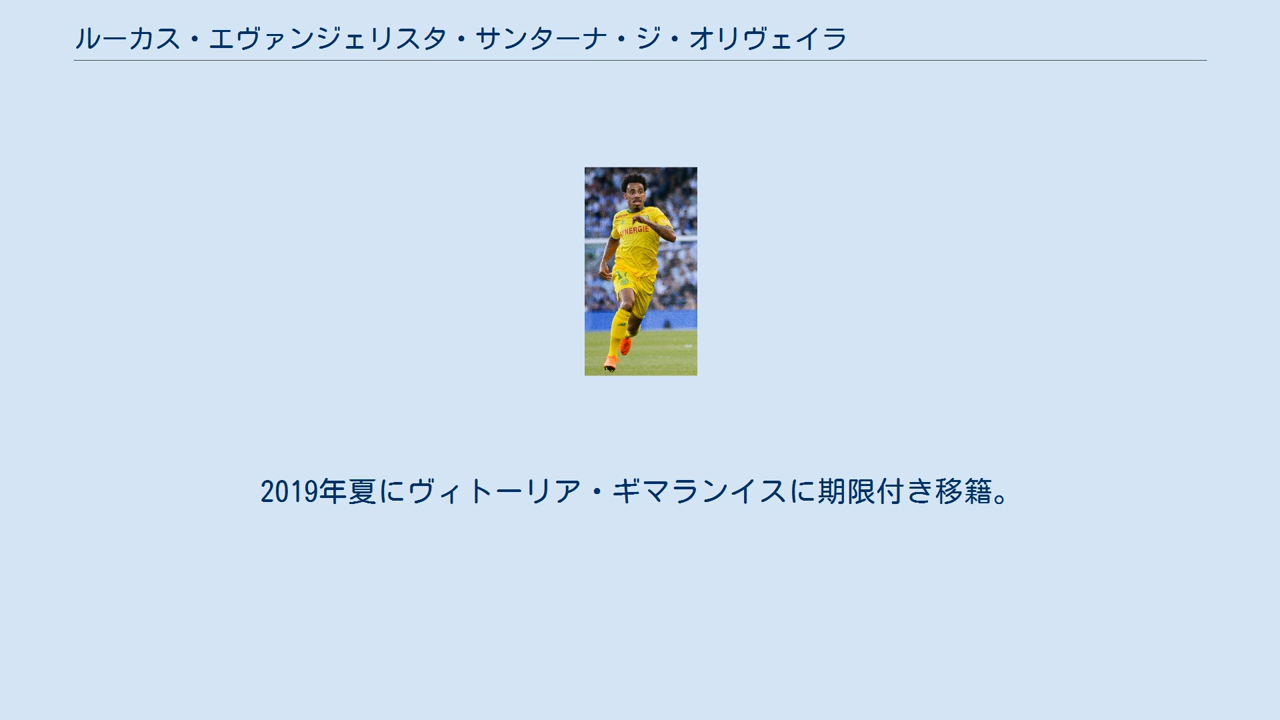 ルーカス・エヴァンジェリスタ・サンターナ・ジ・オリヴェイラ
SYNERGIE
2019年夏にヴィトーリア・ギマランイスに期限付き移籍。